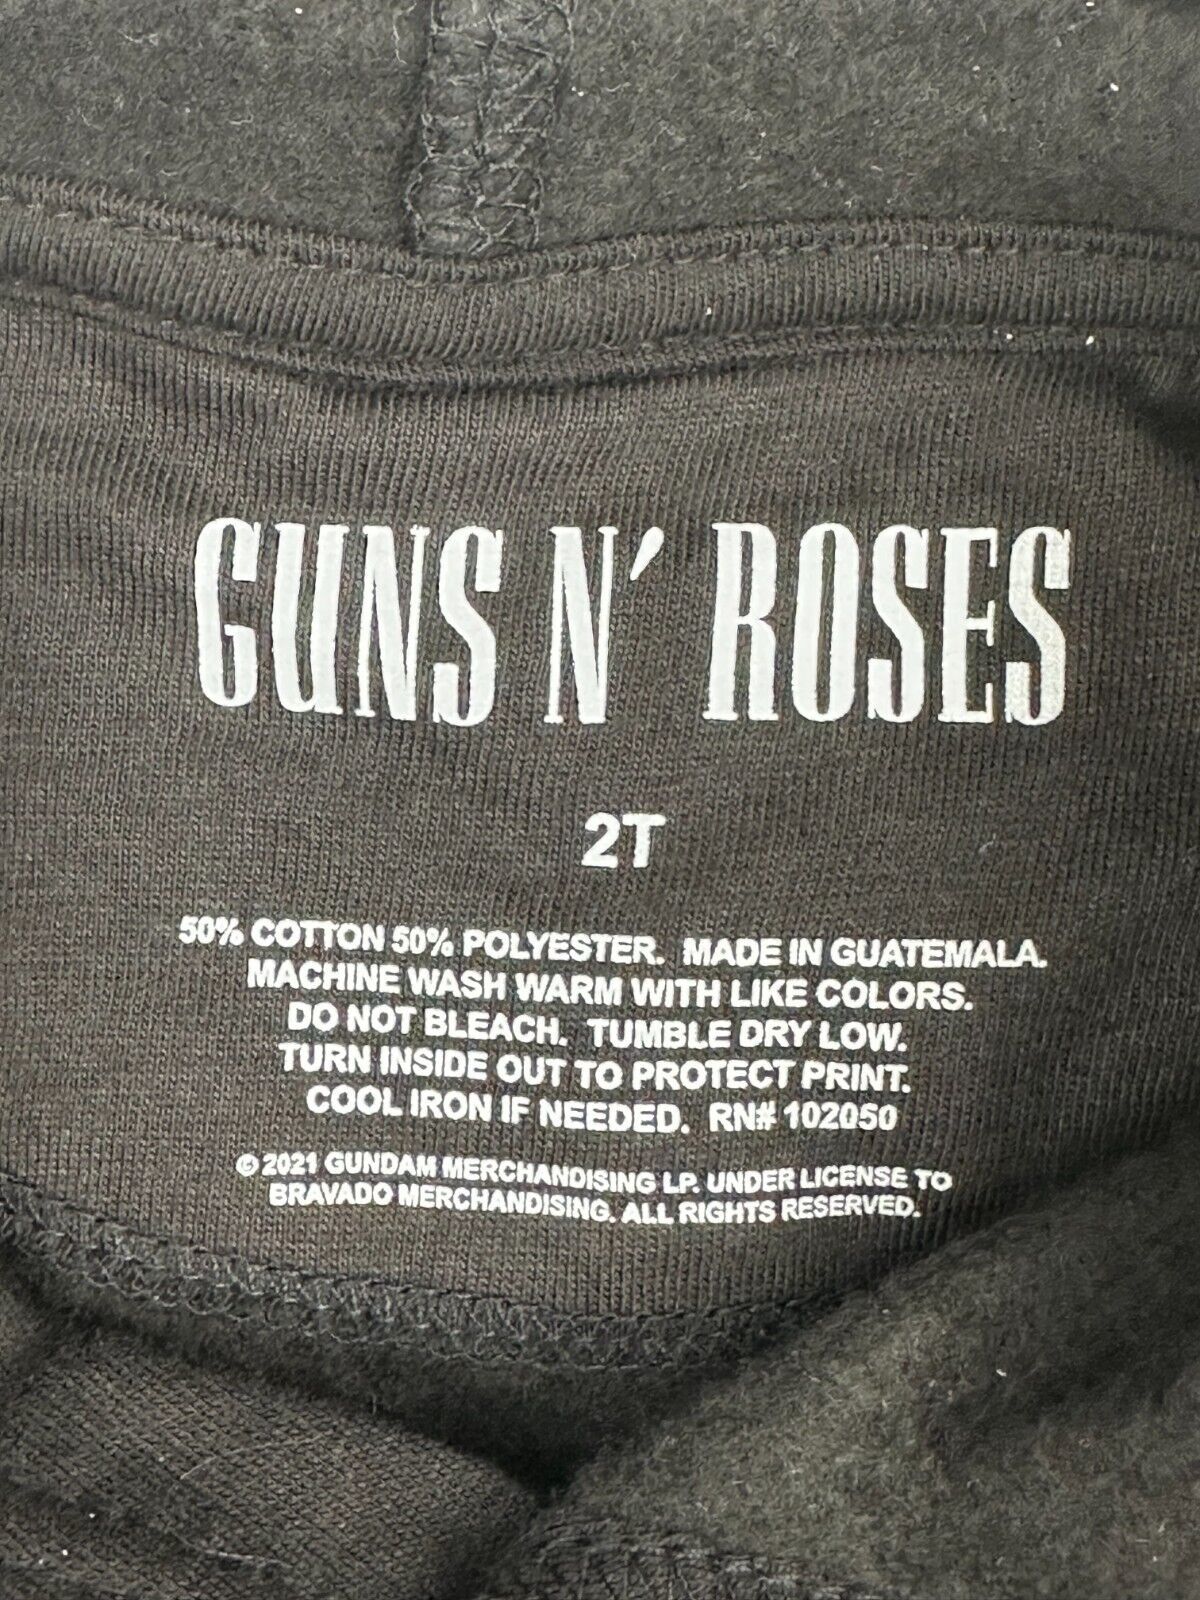 GUNS N' ROSES
2T
50% COTTON 50% POLYESTER. MADE IN GUATEMALA.
MACHINE WASH WARM WITH LIKE COLORS.
DO NOT BLEACH. TUMBLE DRY LOW.
TURN INSIDE OUT TO PROTECT PRINT.
COOL IRON IF NEEDED. RN# 102050
© 2021 GUNDAM MERCHANDISING LP. UNDER LICENSE TO
BRAVADO MERCHANDISING. ALL RIGHTS RESERVED.